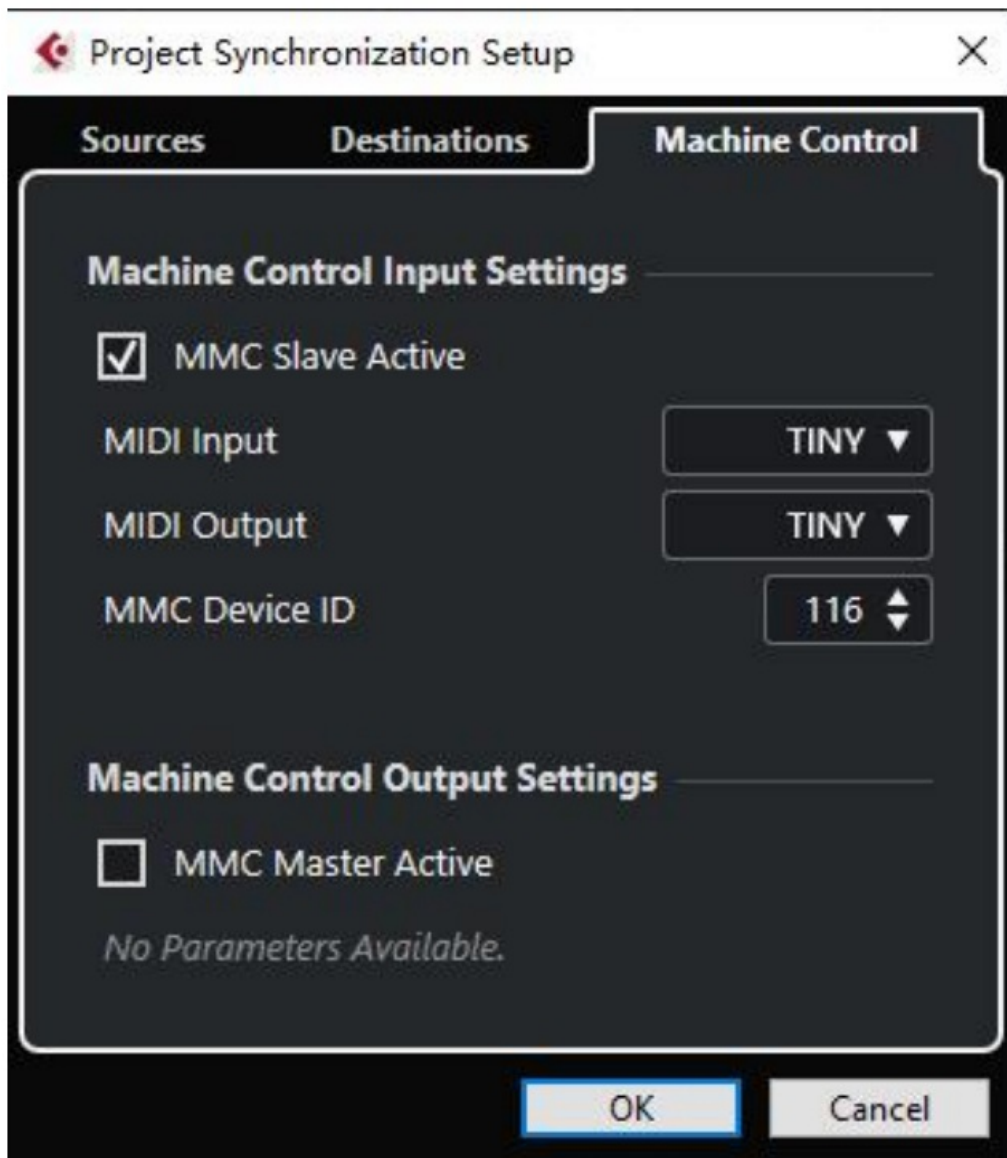 Project Synchronization Setup
Sources Destinations Machine Control
Machine Control Input Settings
MMC Slave Active
MIDI Input TINY
MIDI Output TINY
MMC Device ID 116
Machine Control Output Settings
MMC Master Active
No Parameters Available.
OK Cancel